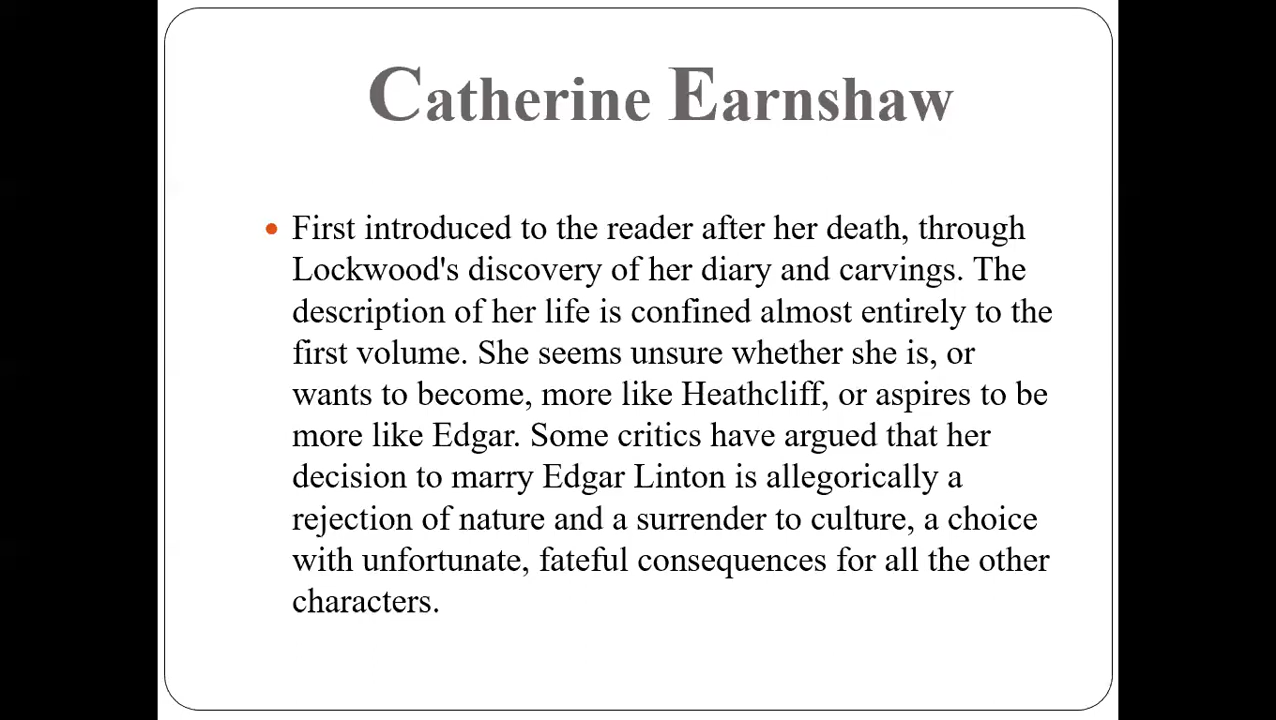 Catherine Earnshaw
• First introduced to the reader after her death, through
Lockwood's discovery of her diary and carvings. The
description of her life is confined almost entirely to the
first volume. She seems unsure whether she is, or
wants to become, more like Heathcliff, or aspires to be
more like Edgar. Some critics have argued that her
decision to marry Edgar Linton is allegorically a
rejection of nature and a surrender to culture, a choice
with unfortunate, fateful consequences for all the other
characters.